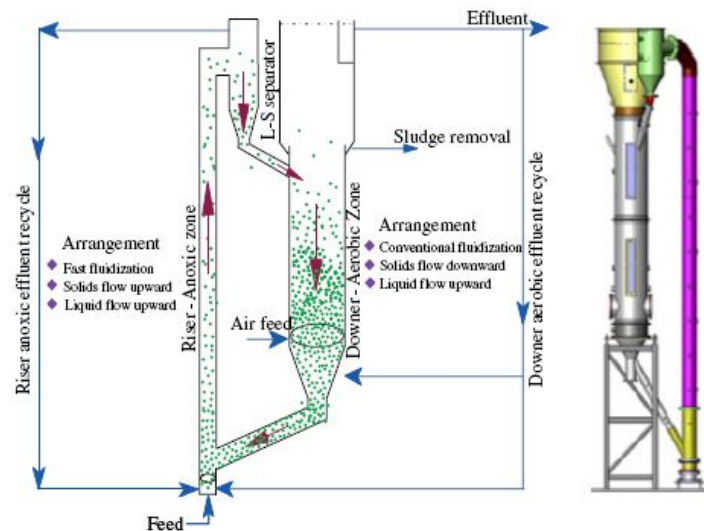 Effluent
L-S separator
Sludge removal
Riser anoxic effluent recycle
Arrangement
Fast fluidization
Solids flow upward
Liquid flow upward
Riser - Anoxic zone
Downer - Aerobic Zone
Arrangement
Conventional fluidization
Solids flow downward
Liquid flow upward
Downer aerobic effluent recycle
Air feed
Feed